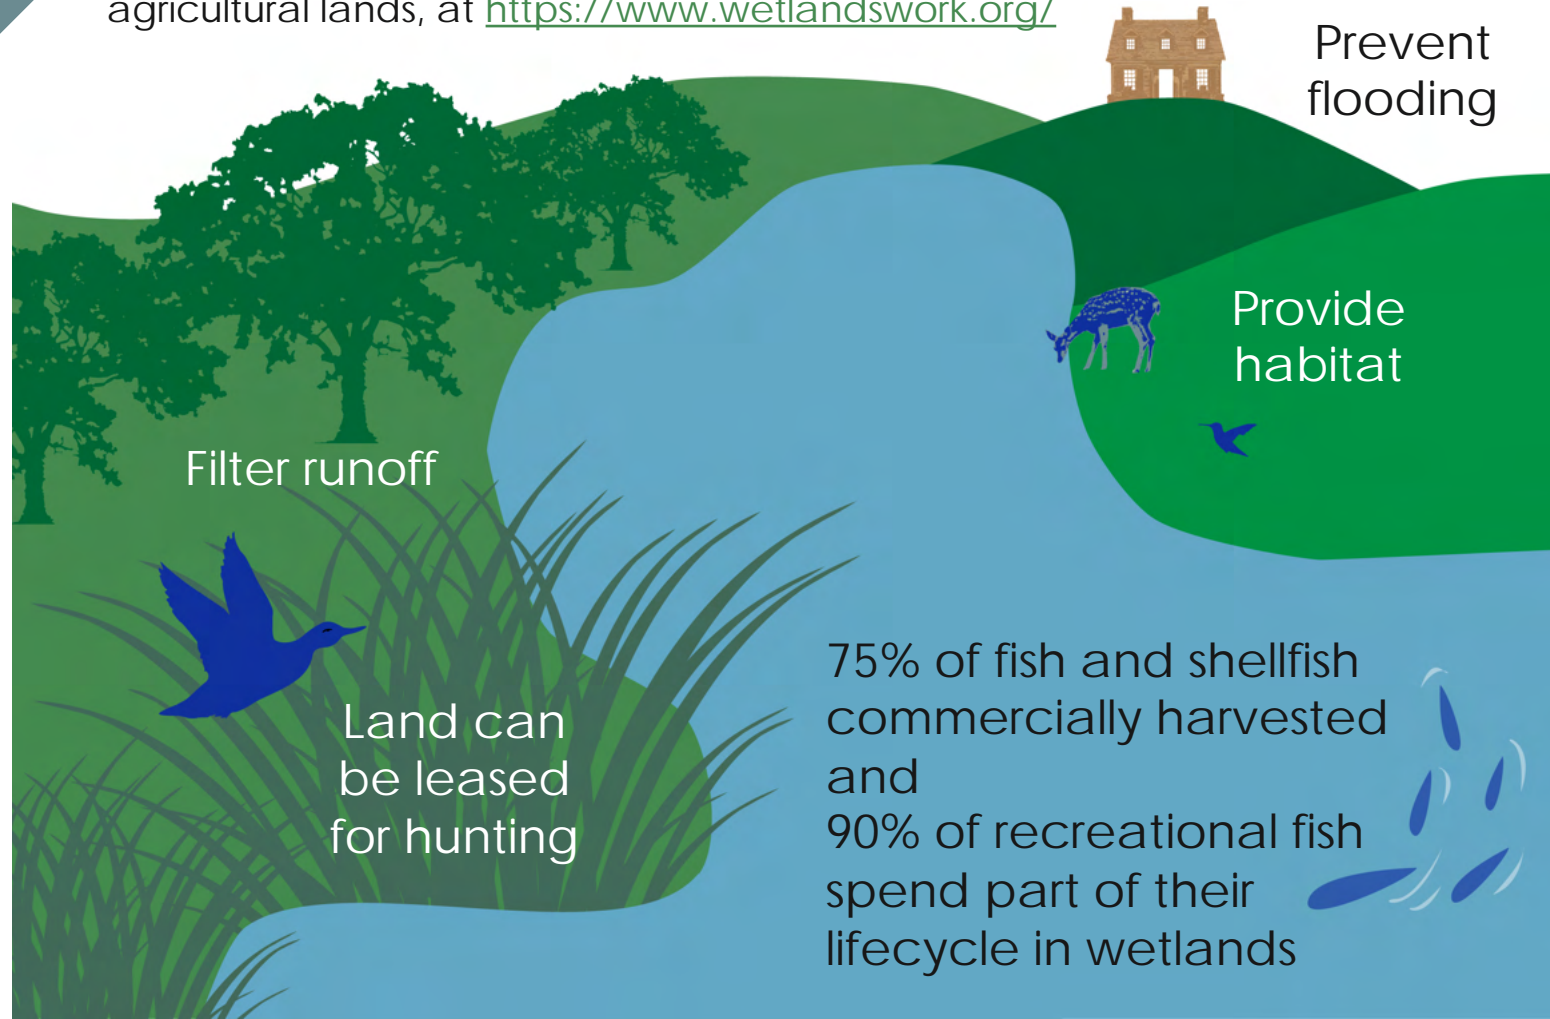 agricultural lands, at https://www.wetlandswork.org/
Prevent
flooding
Provide
habitat
Filter runoff
Land can
be leased
for hunting
75% of fish and shellfish
commercially harvested
and
90% of recreational fish
spend part of their
lifecycle in wetlands